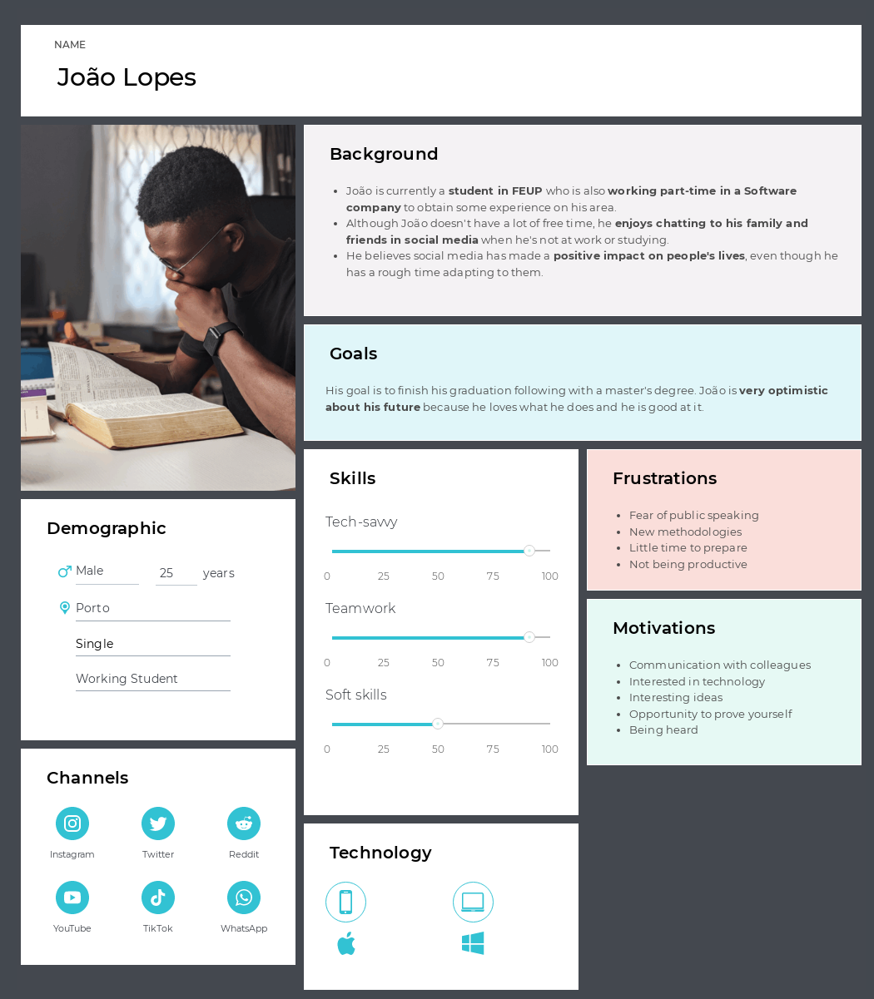 NAME
João Lopes
Background
• João is currently a student in FEUP who is also working part-time in a Software
company to obtain some experience on his area.
• Although João doesn't have a lot of free time, he enjoys chatting to his family and
friends in social media when he's not at work or studying.
• He believes social media has made a positive impact on people's lives, even though he
has a rough time adapting to them.
Goals
His goal is to finish his graduation following with a master's degree. João is very optimistic
about his future because he loves what he does and he is good at it.
Demographic
Male 25 years
Porto
Single
Working Student
Channels
Instagram Twitter Reddit
YouTube TikTok WhatsApp
Skills
Tech-savvy
0 25 50 75 100
Teamwork
0 25 50 75 100
Soft skills
0 25 50 75 100
Technology
Frustrations
• Fear of public speaking
• New methodologies
• Little time to prepare
• Not being productive
Motivations
• Communication with colleagues
• Interested in technology
• Interesting ideas
• Opportunity to prove yourself
• Being heard